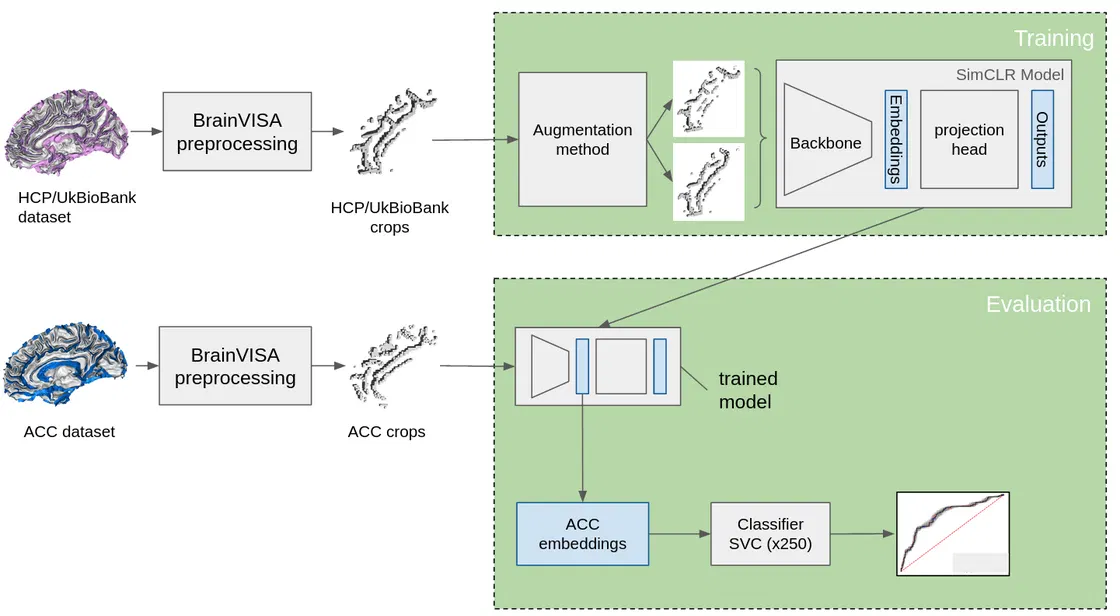 Training
SimCLR Model
BrainVISA
preprocessing
Augmentation
method
Backbone
Embeddings
projection
head
Outputs
HCP/UkBioBank
dataset
HCP/UkBioBank
crops
Evaluation
BrainVISA
preprocessing
trained
model
ACC dataset
ACC crops
ACC
embeddings
Classifier
SVC (x250)